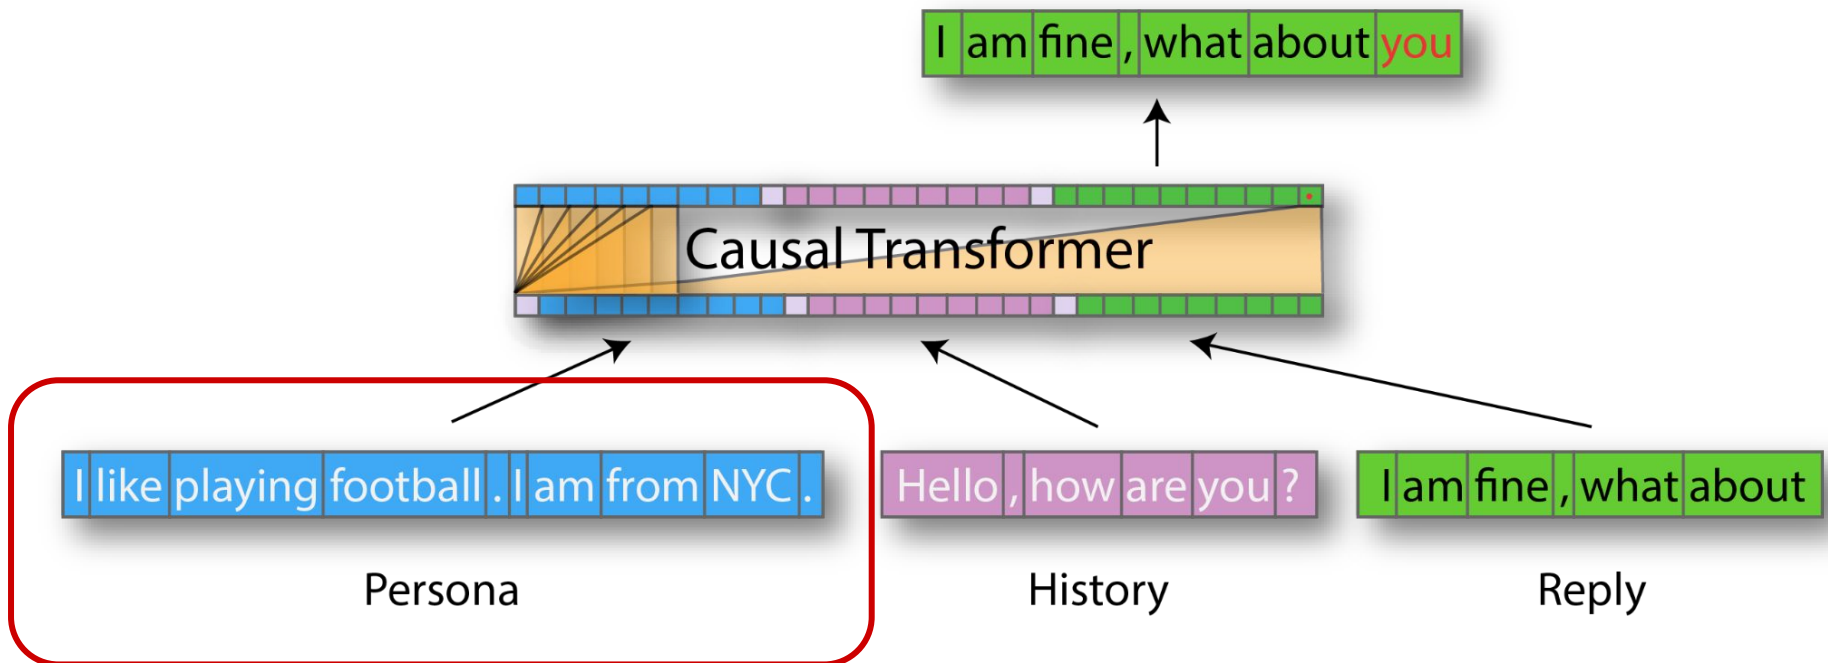 I am fine , what about you
Causal Transformer
I like playing football . I am from NYC .
Hello , how are you ?
I am fine , what about
Persona
History
Reply